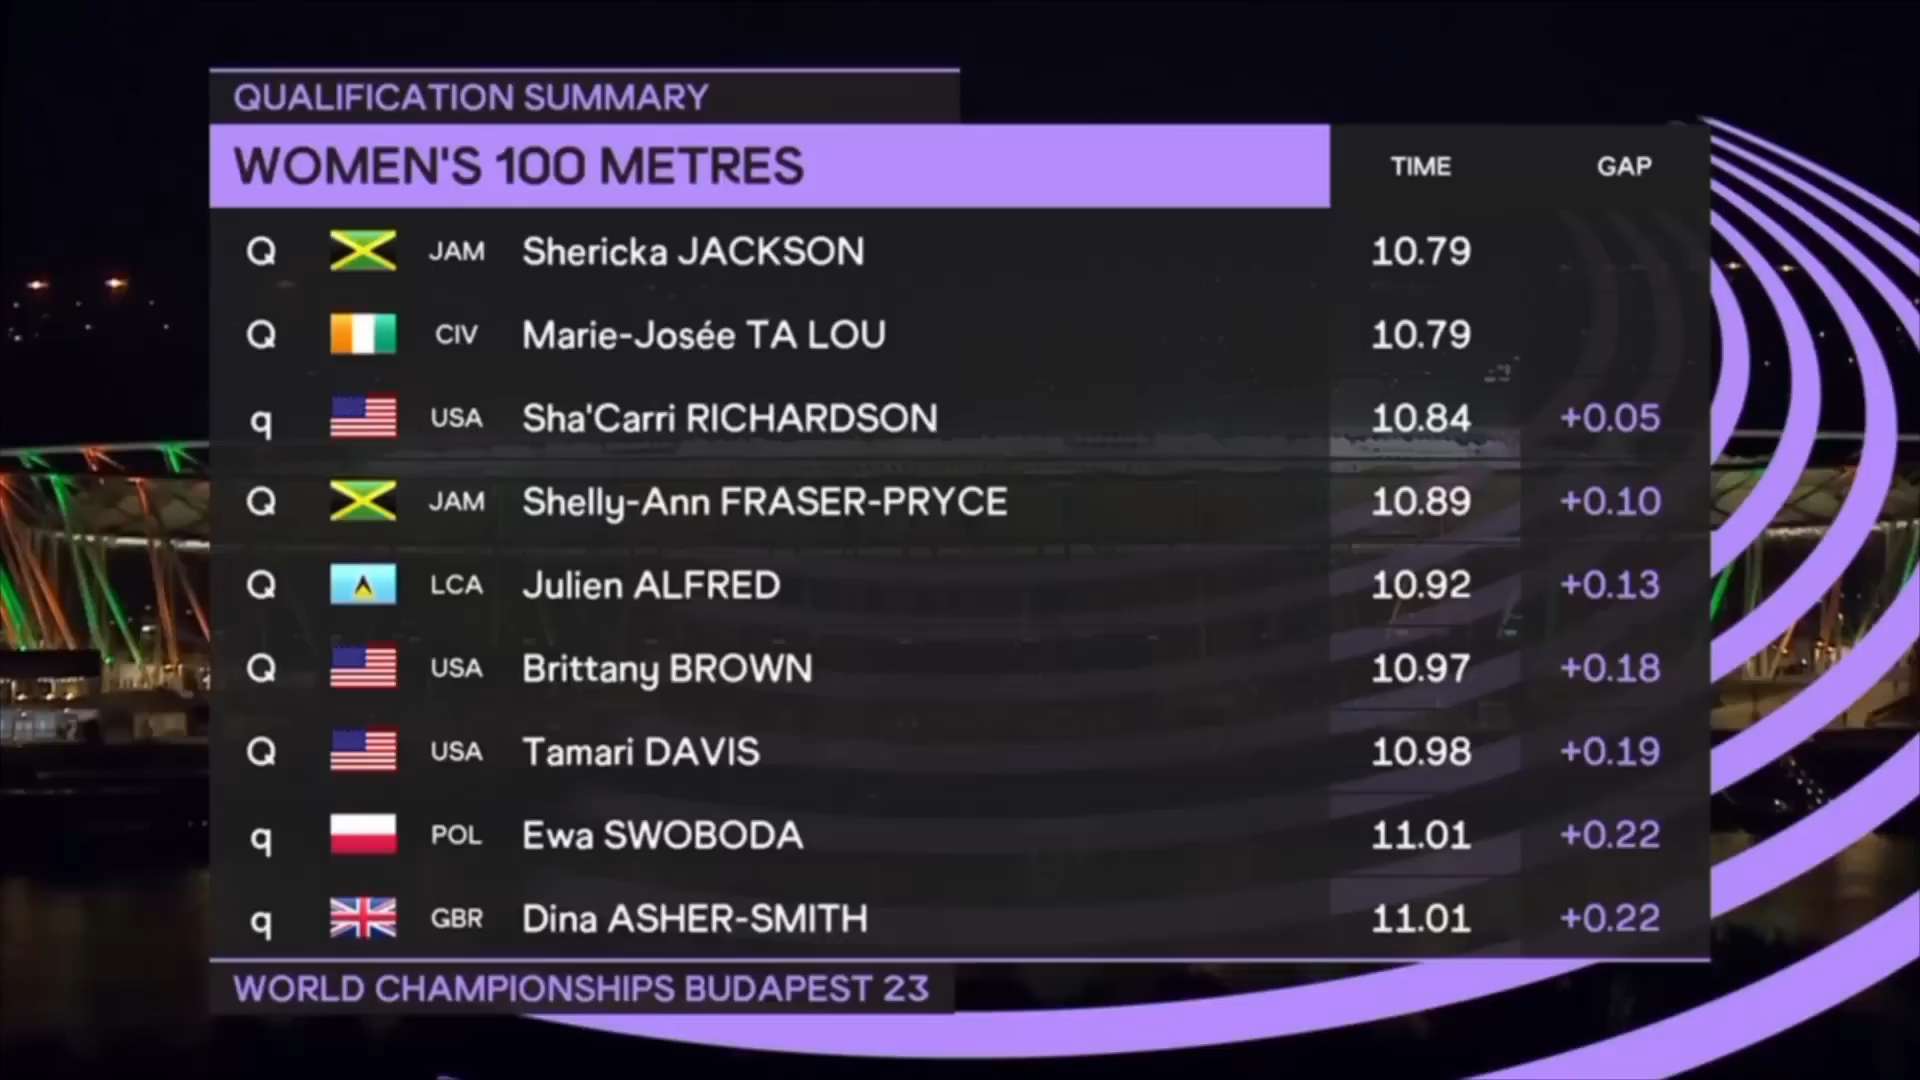 QUALIFICATION SUMMARY
WOMEN'S 100 METRES TIME GAP
Q JAM Shericka JACKSON 10.79
Q CIV Marie-Josée TA LOU 10.79
q USA Sha'Carri RICHARDSON 10.84 +0.05
Q JAM Shelly-Ann FRASER-PRYCE 10.89 +0.10
Q LCA Julien ALFRED 10.92 +0.13
Q USA Brittany BROWN 10.97 +0.18
Q USA Tamari DAVIS 10.98 +0.19
q POL Ewa SWOBODA 11.01 +0.22
q GBR Dina ASHER-SMITH 11.01 +0.22
WORLD CHAMPIONSHIPS BUDAPEST 23